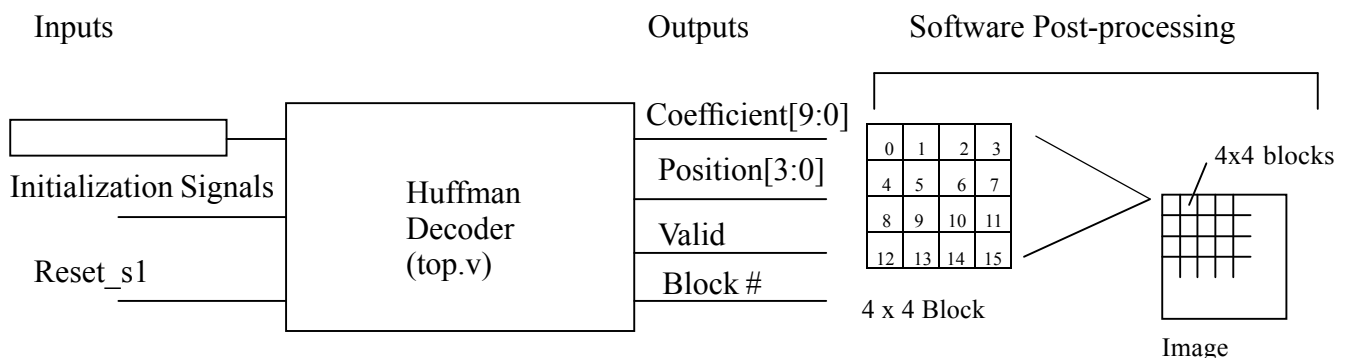 Inputs
Outputs
Software Post-processing
Initialization Signals
Reset_s1
Huffman
Decoder
(top.v)
Coefficient[9:0]
Position[3:0]
Valid
Block #
0 1 2 3
4 5 6 7
8 9 10 11
12 13 14 15
4 x 4 Block
4x4 blocks
Image